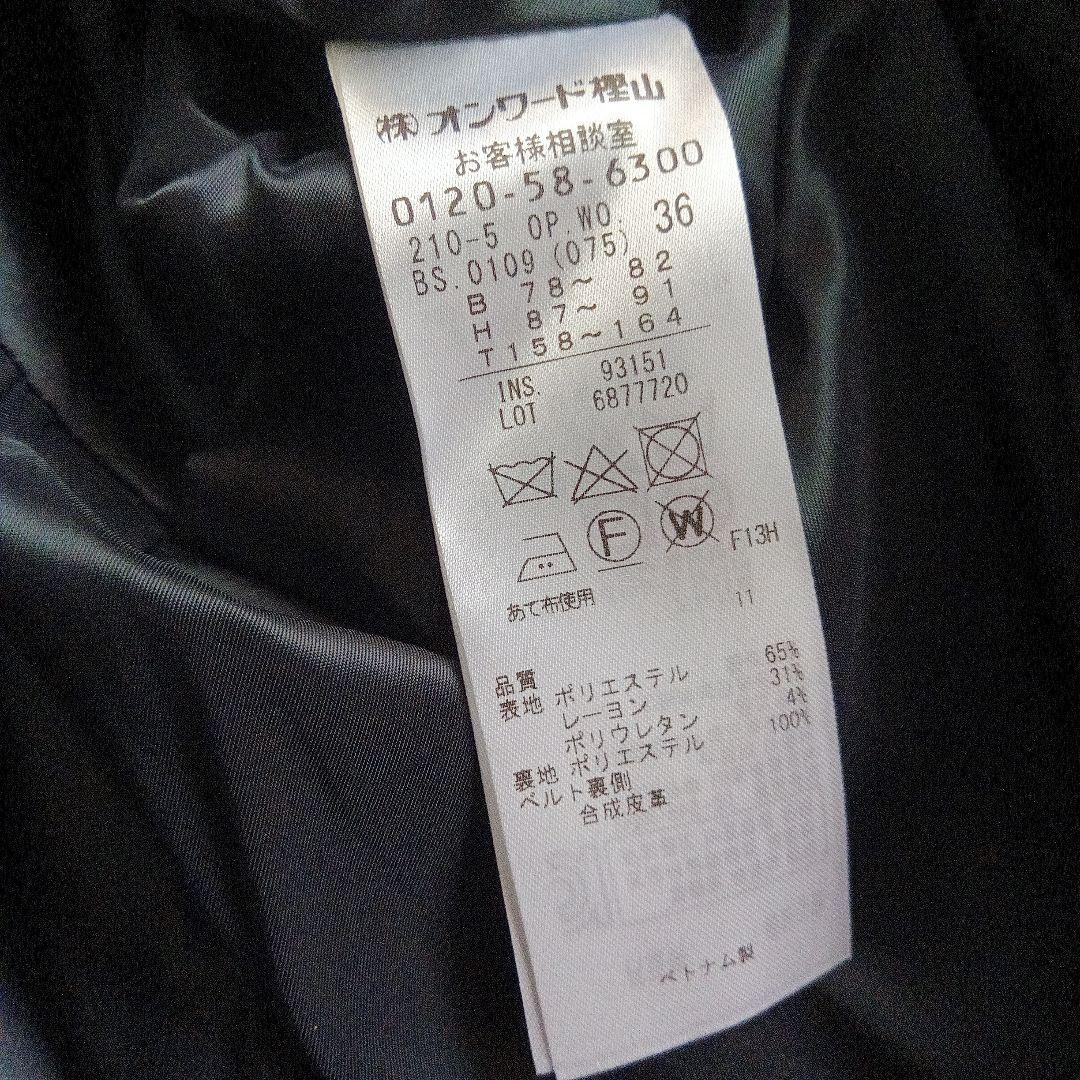 (株)オンワード樫山
お客様相談室
0120-58-6300
210-5 OP.WO. 36
BS.0109 (075)
B 78〜 82
H 87〜 91
T158〜164
INS. 93151
LOT 6877720
F W F13H
あて布使用 11
品質
表地 ポリエステル 65%
レーヨン 31%
ポリウレタン 4%
裏地 ポリエステル 100%
ベルト裏側
合成皮革
ベトナム製